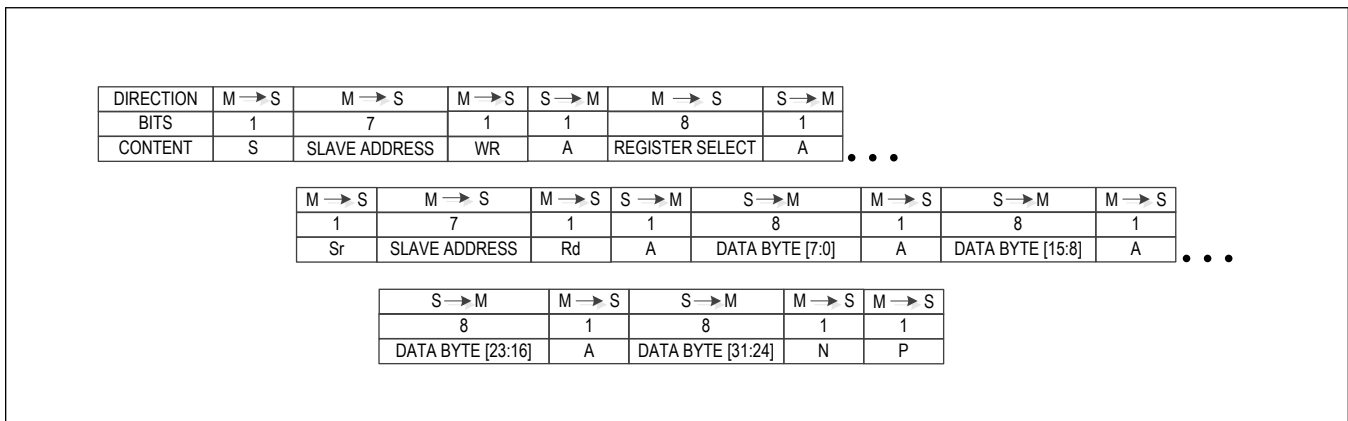 DIRECTION M → S M → S M → S S → M M → S S → M
BITS 1 7 1 1 8 1
CONTENT S SLAVE ADDRESS WR A REGISTER SELECT A • • •
M → S M → S M → S S → M S → M M → S S → M M → S
1 7 1 1 8 1 8 1
Sr SLAVE ADDRESS Rd A DATA BYTE [7:0] A DATA BYTE [15:8] A • • •
S → M M → S S → M M → S M → S
8 1 8 1 1
DATA BYTE [23:16] A DATA BYTE [31:24] N P